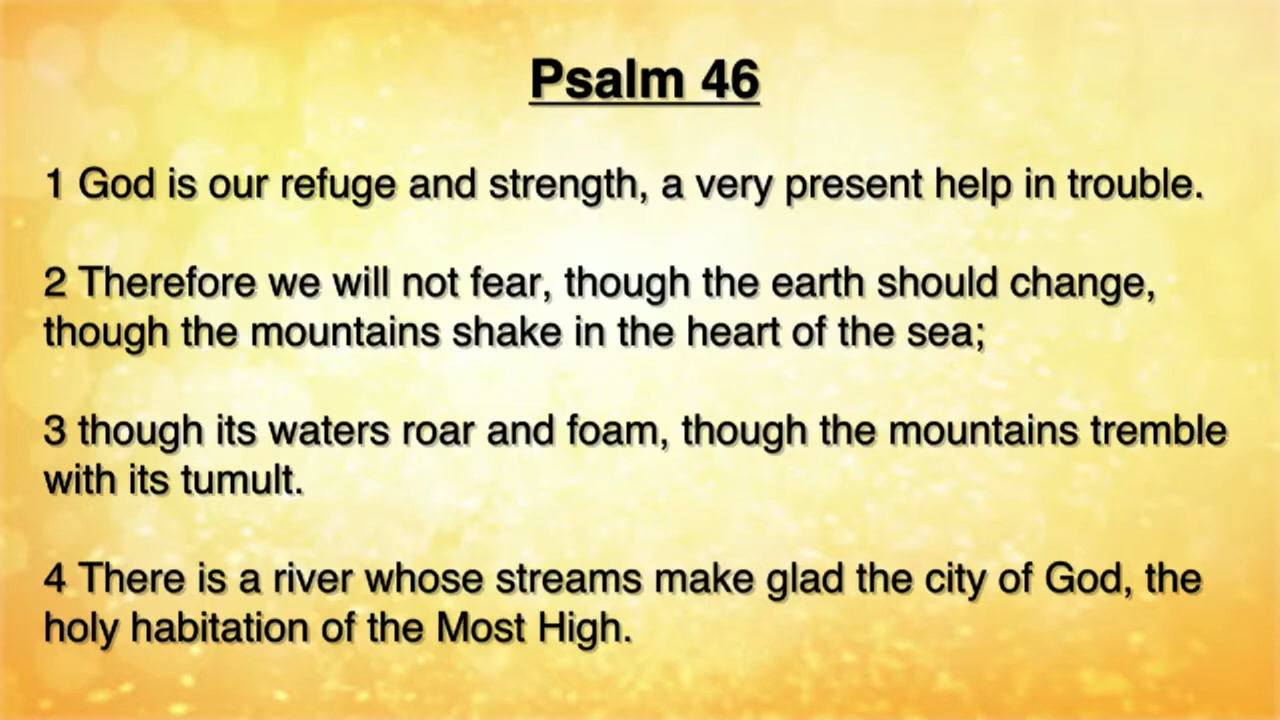 Psalm 46
1 God is our refuge and strength, a very present help in trouble.
2 Therefore we will not fear, though the earth should change,
though the mountains shake in the heart of the sea;
3 though its waters roar and foam, though the mountains tremble
with its tumult.
4 There is a river whose streams make glad the city of God, the
holy habitation of the Most High.